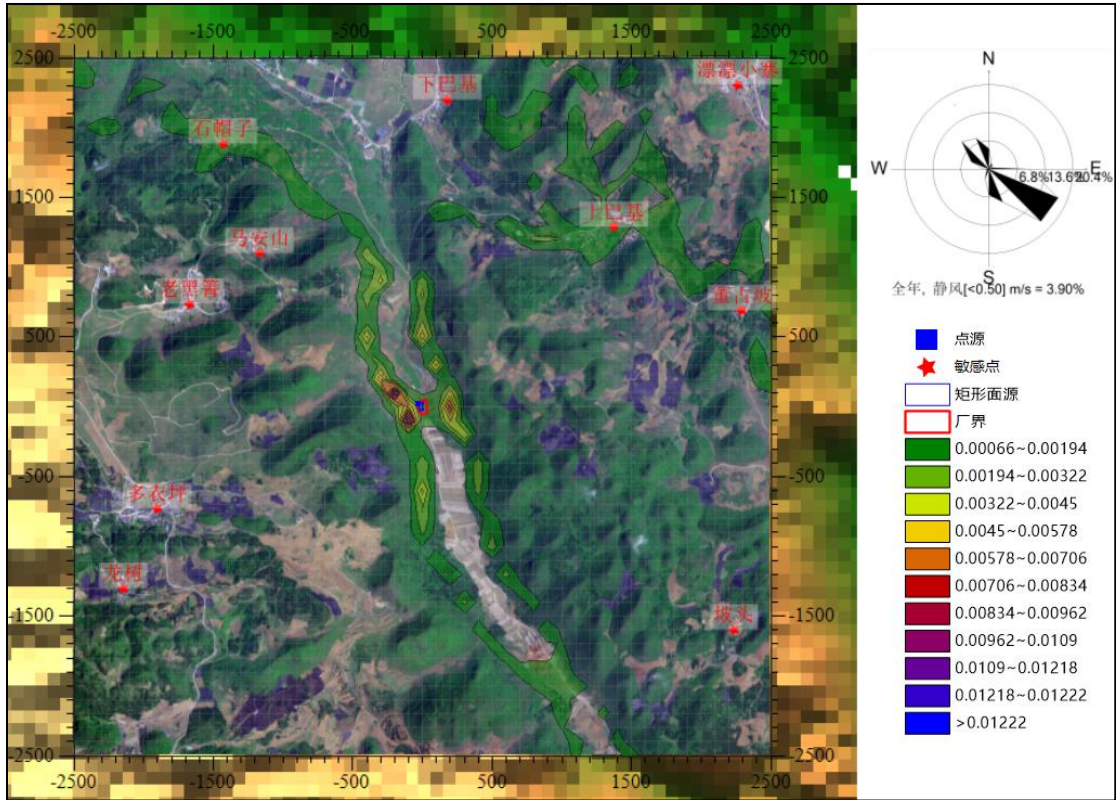 -2500 -1500 -500 500 1500 2500
2500 2500
漂漂小寨
下巴基
石帽子
1500 1500
上巴基
马安山
老黑箐
董占坡
500 500
-500 -500
多衣坪
龙树
-1500 -1500
坡头
-2500 -2500
-2500 -1500 -500 500 1500 2500
N
W E
6.8% 13.6% 20.4%
S
全年, 静风[<0.50] m/s = 3.90%
点源
敏感点
矩形面源
厂界
0.00066~0.00194
0.00194~0.00322
0.00322~0.0045
0.0045~0.00578
0.00578~0.00706
0.00706~0.00834
0.00834~0.00962
0.00962~0.0109
0.0109~0.01218
0.01218~0.01222
>0.01222